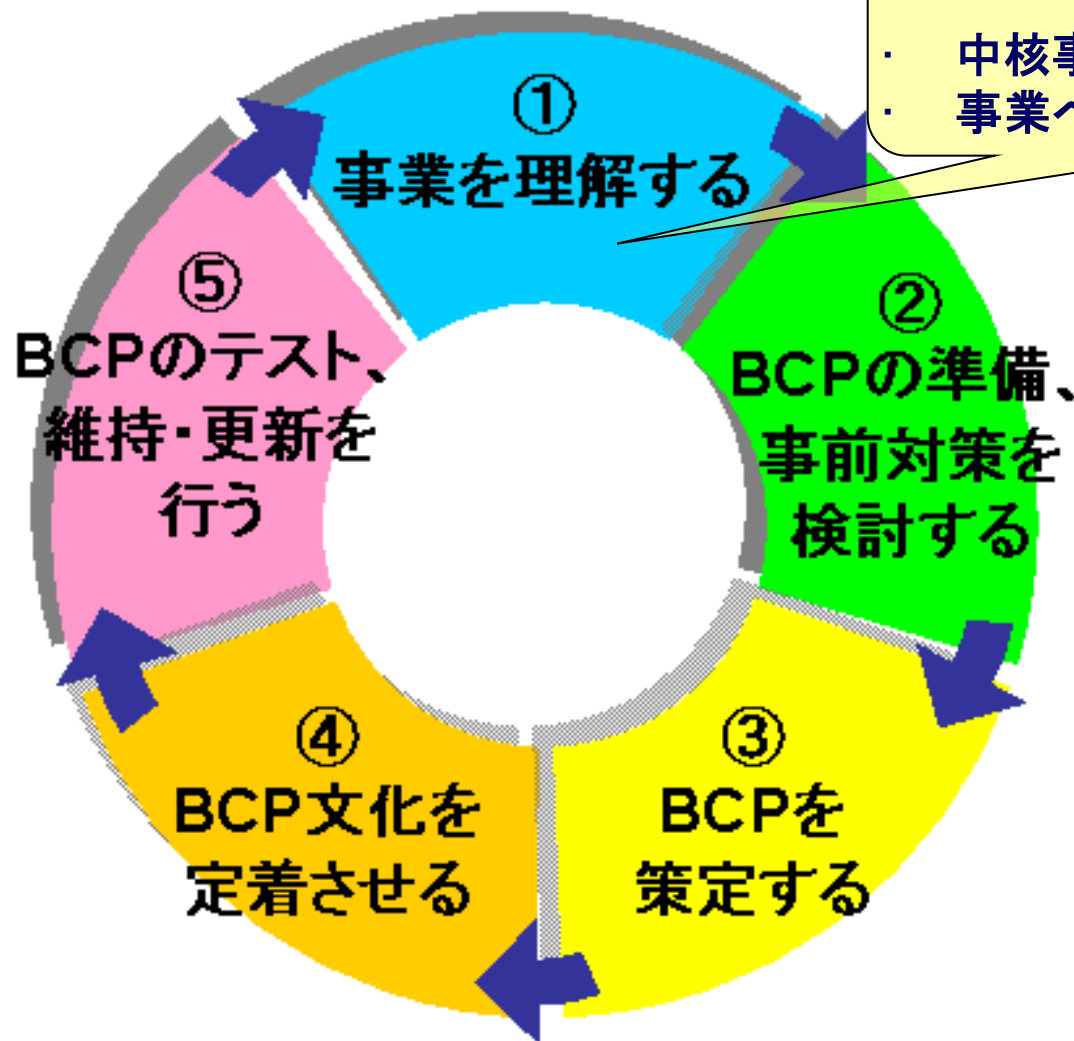 ・ 中核事
・ 事業へ
①
事業を理解する
②
BCPの準備、
事前対策を
検討する
③
BCPを
策定する
④
BCP文化を
定着させる
⑤
BCPのテスト、
維持・更新を
行う